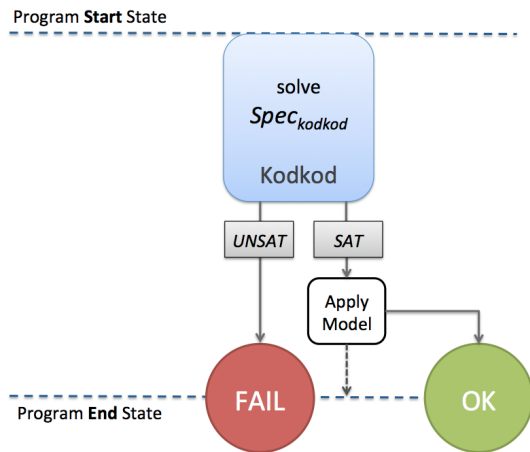 Program Start State
solve
Spec_kodkod
Kodkod
UNSAT
SAT
Apply
Model
FAIL
OK
Program End State